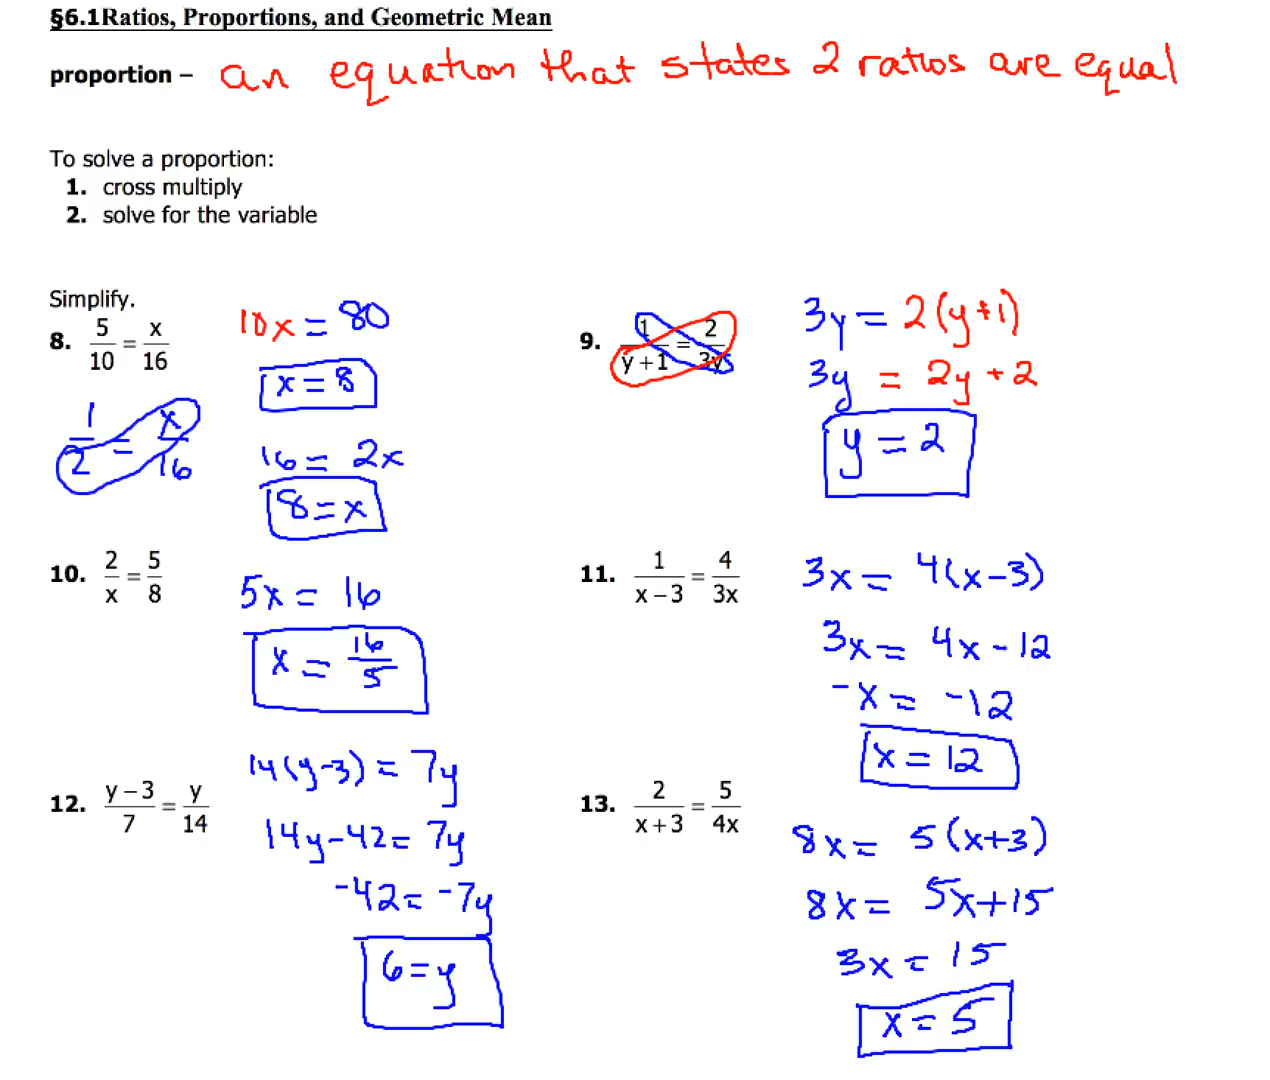 §6.1Ratios, Proportions, and Geometric Mean
proportion – an equation that states 2 ratios are equal
To solve a proportion:
1. cross multiply
2. solve for the variable
Simplify.
8. 5/10 = x/16
10x = 80
x = 8
1/2 = x/16
16 = 2x
8 = x
9. 1/(y + 1) = 2/3y
3y = 2(y+1)
3y = 2y + 2
y = 2
10. 2/x = 5/8
5x = 16
x = 16/5
11. 1/(x – 3) = 4/3x
3x = 4(x-3)
3x = 4x - 12
-x = -12
x = 12
12. (y – 3)/7 = y/14
14(y-3) = 7y
14y-42 = 7y
-42 = -7y
6 = y
13. 2/(x + 3) = 5/4x
8x = 5(x+3)
8x = 5x+15
3x = 15
x = 5